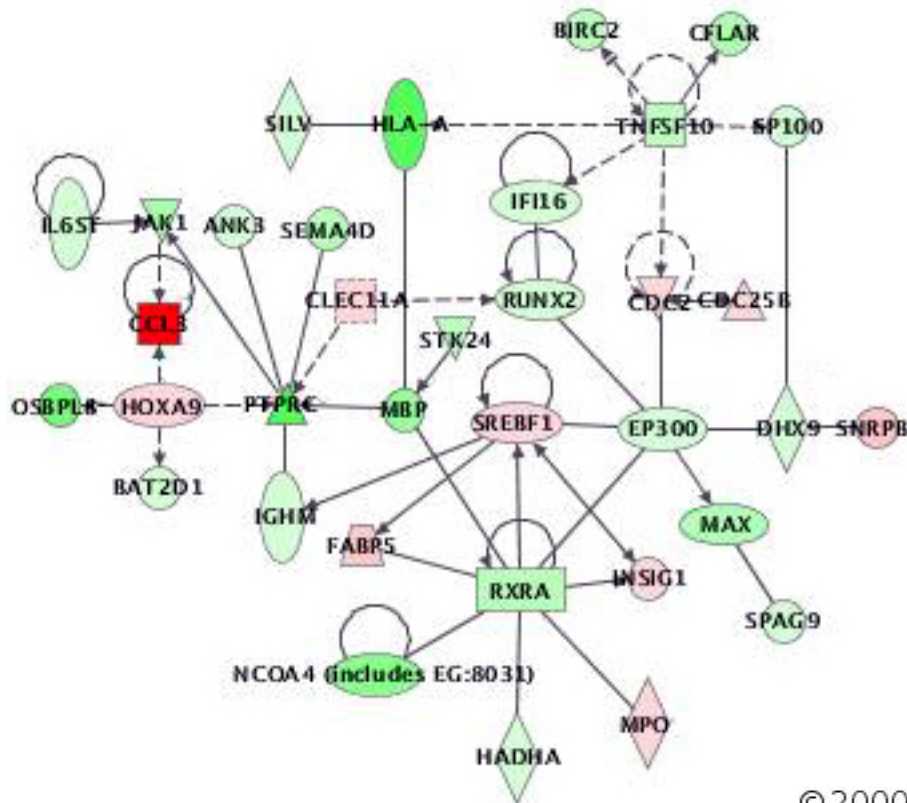 BIRC2
CFLAR
SILV
HLA-A
TNFSF10
SP100
IFI16
IL6ST
JAK1
ANK3
SEMA4D
CLEC11A
RUNX2
CDC2
CDC25B
CCL3
STK24
HOXA9
PTPRC
MBP
SREBF1
EP300
DHX9
SNRPB
BAT2D1
IGHM
FABP5
MAX
RXRA
INSIG1
SPAG9
NCOA4 (includes EG:8031)
MPO
HADHA
©2000